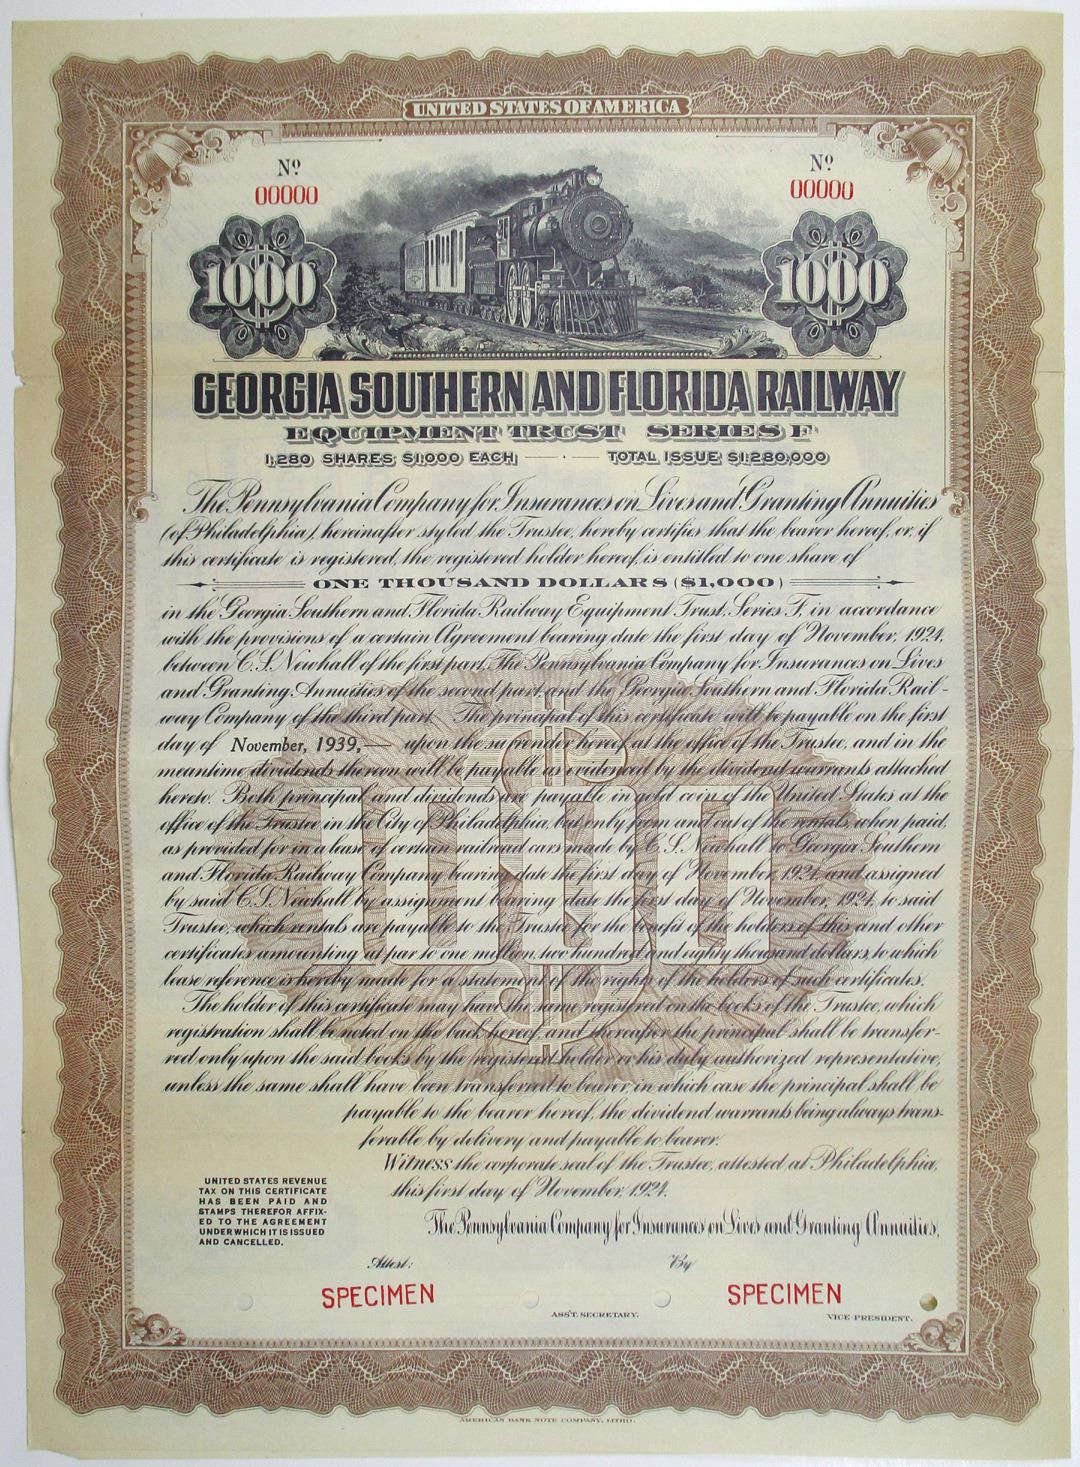 UNITED STATES OF AMERICA
Nº Nº
00000 00000
1000 1000
GEORGIA SOUTHERN AND FLORIDA RAILWAY
EQUIPMENT TRUST SERIES F
1,280 SHARES, $1,000 EACH, TOTAL ISSUE $1,280,000
The Pennsylvania Company for Insurances on Lives and Granting Annuities
(of Philadelphia), hereinafter styled the Trustee, hereby certifies that the bearer hereof, or, if
this certificate is registered, the registered holder hereof, is entitled to one share of
ONE THOUSAND DOLLARS ($1,000)
in the Georgia Southern and Florida Railway Equipment Trust, Series F, in accordance
with the provisions of a certain Agreement bearing date the first day of November, 1924,
between C. S. Newhall of the first part, The Pennsylvania Company for Insurances on Lives
and Granting Annuities of the second part, and the Georgia Southern and Florida Rail-
way Company of the third part. The principal of this certificate will be payable on the first
day of November, 1939,— upon the surrender hereof at the office of the Trustee, and in the
meantime dividends thereon will be payable as evidenced by the dividend warrants attached
hereto. Both principal and dividends are payable in gold coin of the United States at the
office of the Trustee in the City of Philadelphia, but only from and out of the rentals, when paid,
as provided for in a lease of certain railroad cars made by C. S. Newhall to Georgia Southern
and Florida Railway Company bearing date the first day of November, 1924, and assigned
by said C. S. Newhall by assignment bearing date the first day of November, 1924, to said
Trustee, which rentals are payable to the Trustee for the benefit of the holders of this and other
certificates amounting at par to one million, two hundred and eighty thousand dollars, to which
lease reference is hereby made for a statement of the rights of the holders of such certificates.
The holder of this certificate may have the same registered on the books of the Trustee, which
registration shall be noted on the back hereof, and thereafter the principal shall be transfer-
red only upon the said books by the registered holder or his duly authorized representative,
unless the same shall have been transferred to bearer, in which case the principal shall be
payable to the bearer hereof, the dividend warrants being always trans-
ferable by delivery and payable to bearer.
Witness the corporate seal of the Trustee, attested, at Philadelphia,
this first day of November, 1924.
UNITED STATES REVENUE
TAX ON THIS CERTIFICATE
HAS BEEN PAID AND
STAMPS THEREFOR AFFIX-
ED TO THE AGREEMENT
UNDER WHICH IT IS ISSUED
AND CANCELLED.
The Pennsylvania Company for Insurances on Lives and Granting Annuities,
Attest: By
SPECIMEN SPECIMEN
ASS'T. SECRETARY. VICE-PRESIDENT.
AMERICAN BANK NOTE COMPANY, LITHO.